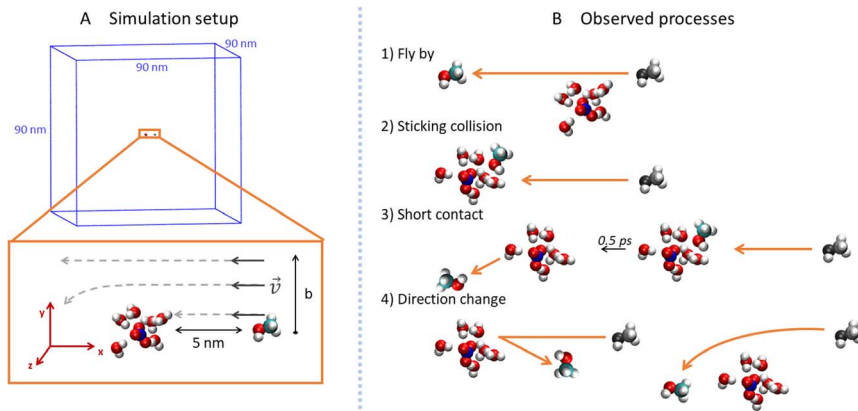 A Simulation setup
90 nm
90 nm
90 nm
v
b
5 nm
y
x
z
B Observed processes
1) Fly by
2) Sticking collision
3) Short contact
0,5 ps
4) Direction change